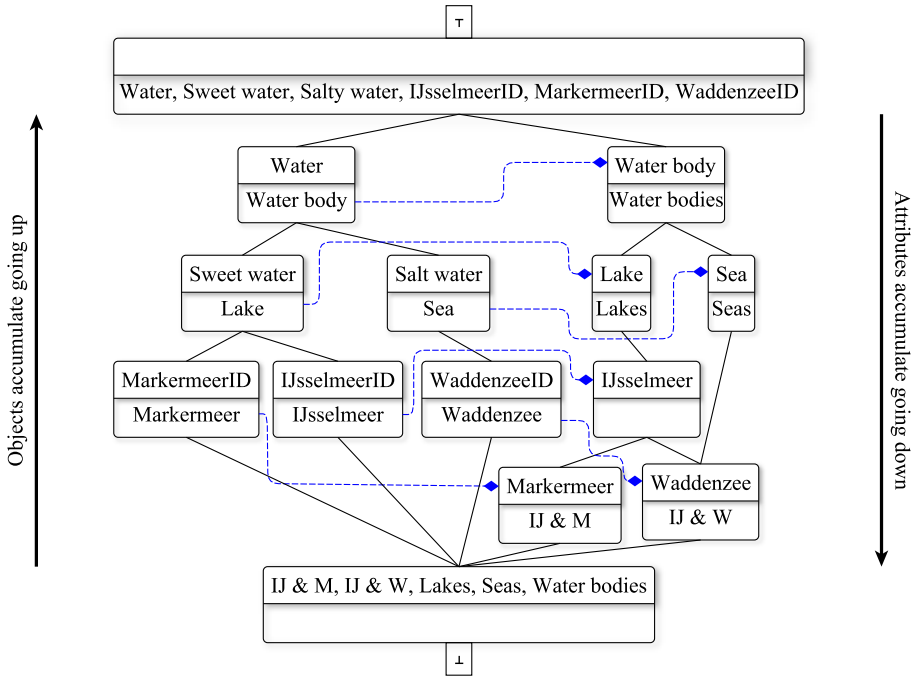 ⊤
Water, Sweet water, Salty water, IJsselmeerID, MarkermeerID, WaddenzeeID
Objects accumulate going up
Attributes accumulate going down
Water
Water body
Water body
Water bodies
Sweet water
Lake
Salt water
Sea
Lake
Lakes
Sea
Seas
MarkermeerID
Markermeer
IJsselmeerID
IJsselmeer
WaddenzeeID
Waddenzee
IJsselmeer
Markermeer
IJ & M
Waddenzee
IJ & W
IJ & M, IJ & W, Lakes, Seas, Water bodies
⊥